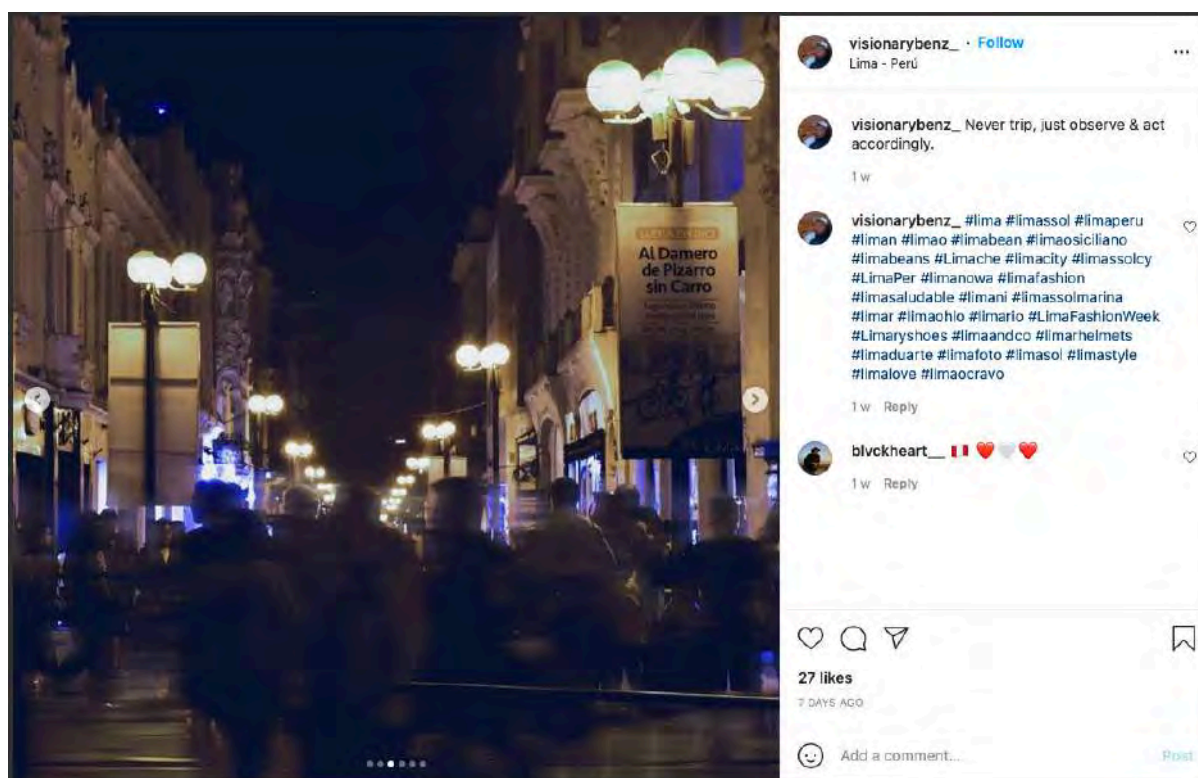 Al Damero
de Pizarro
sin Carro
visionarybenz_ • Follow
Lima - Perú
visionarybenz_ Never trip, just observe & act
accordingly.
1 w
visionarybenz_ #lima #limassol #limaperu
#liman #limao #limabean #limaosiciliano
#limabeans #Limache #limacity #limassolcy
#LimaPer #limanowa #limafashion
#limasaludable #limani #limassolmarina
#limar #limaohio #limario #LimaFashionWeek
#Limaryshoes #limaandco #limarhelmets
#limaduarte #limafoto #limasol #limastyle
#limalove #limaocravo
1 w Reply
blvckheart__ 🇵🇪 ❤️🤍❤️
1 w Reply
27 likes
7 DAYS AGO
Add a comment...
Post